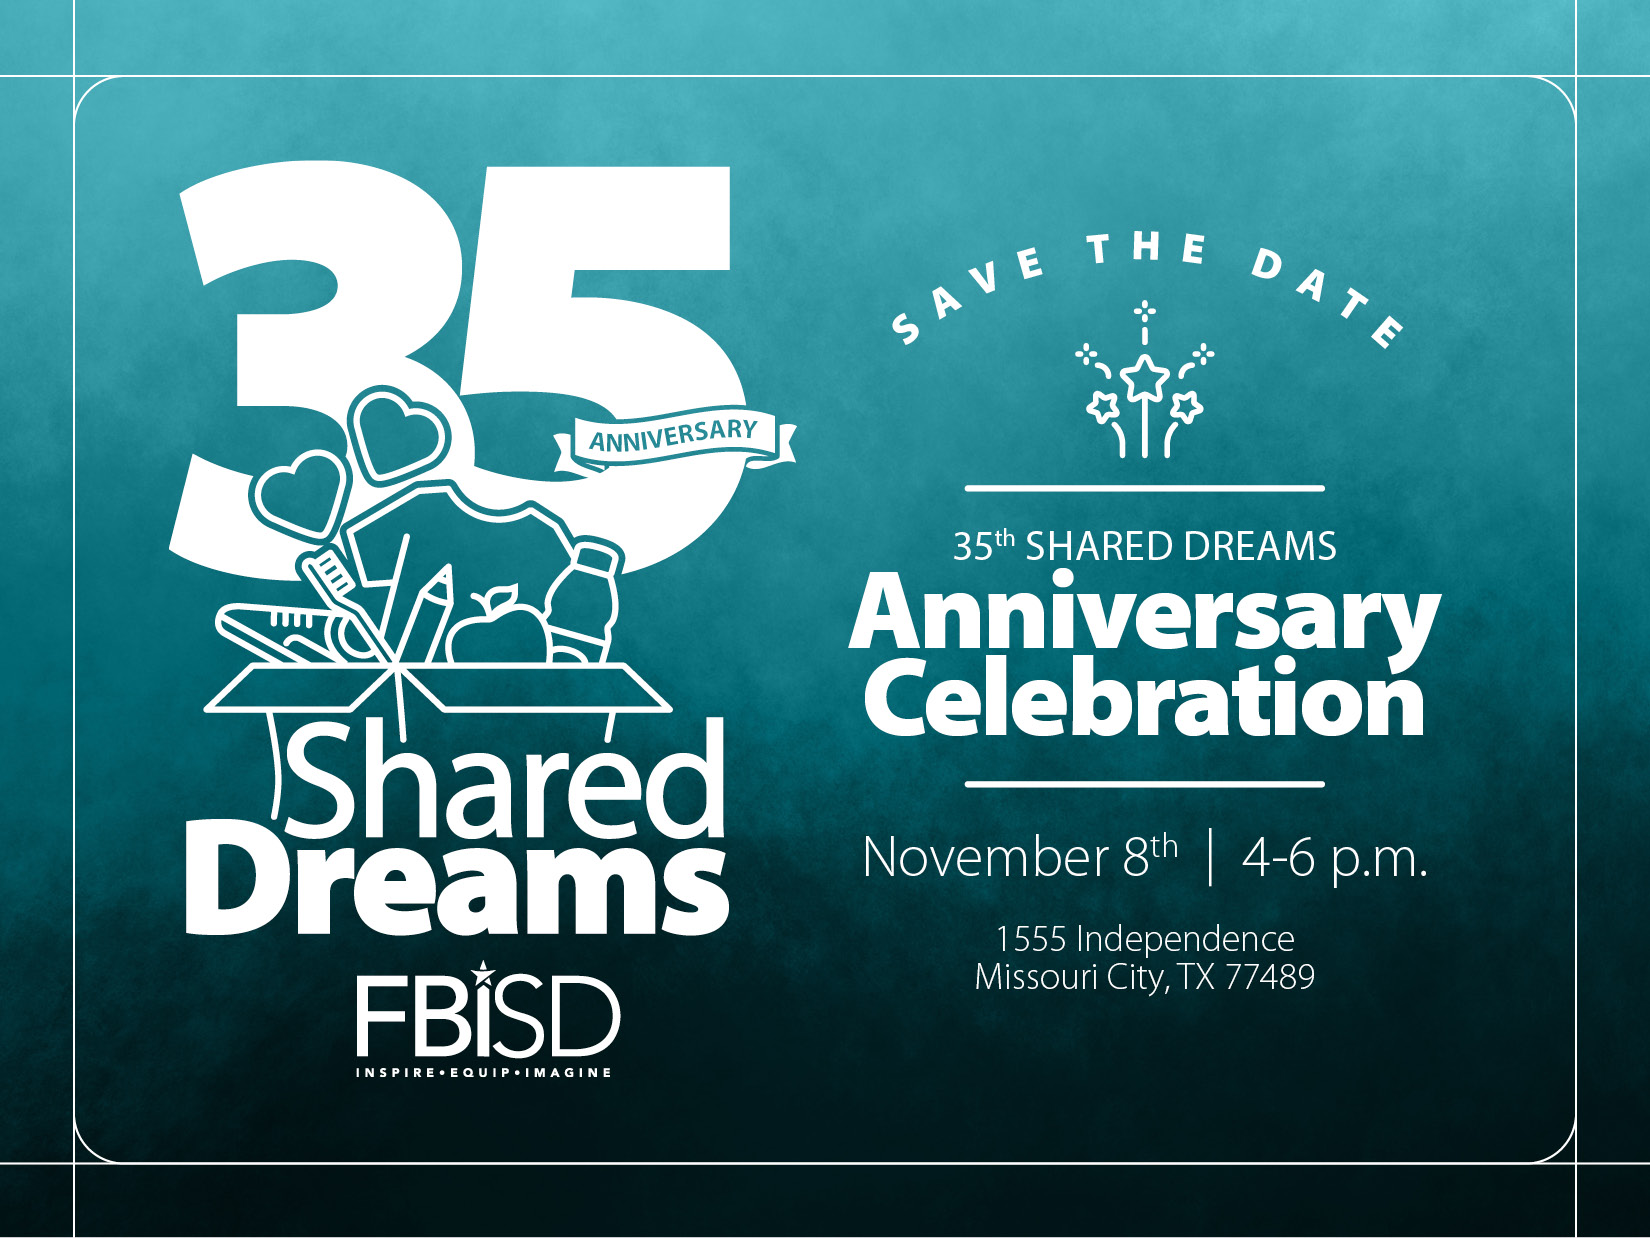 35
ANNIVERSARY
Shared
Dreams
FBISD
INSPIRE•EQUIP•IMAGINE
SAVE THE DATE
35th SHARED DREAMS
Anniversary
Celebration
November 8th | 4-6 p.m.
1555 Independence
Missouri City, TX 77489